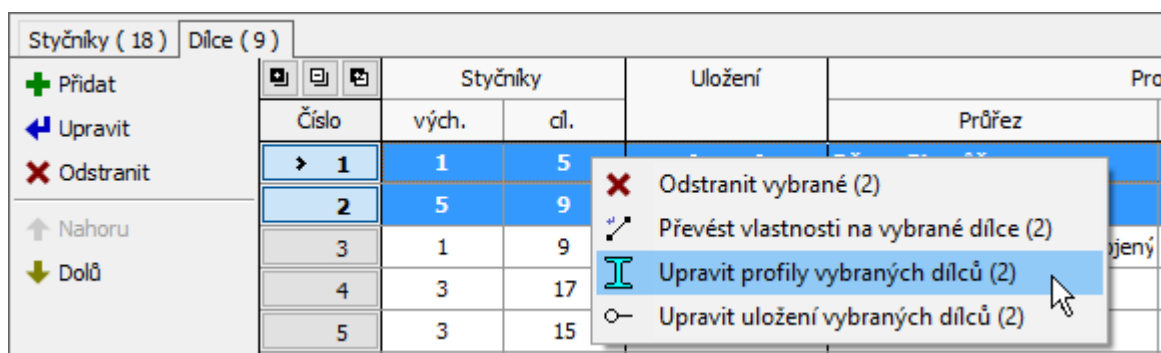 Styčníky ( 18 ) Dílce ( 9 )
Přidat
Upravit
Odstranit
Nahoru
Dolů
Styčníky Uložení
Číslo vých. cíl. Průřez
1 1 5
2 5 9
3 1 9
4 3 17
5 3 15
Odstranit vybrané (2)
Převést vlastnosti na vybrané dílce (2)
Upravit profily vybraných dílců (2)
Upravit uložení vybraných dílců (2)